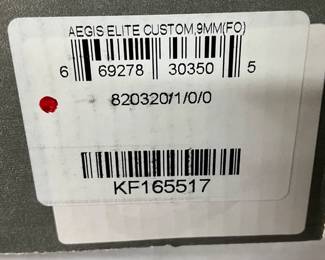 AEGIS ELITE CUSTOM,9MM(FO)
6 69278 30350 5
820320/1/0/0
KF165517